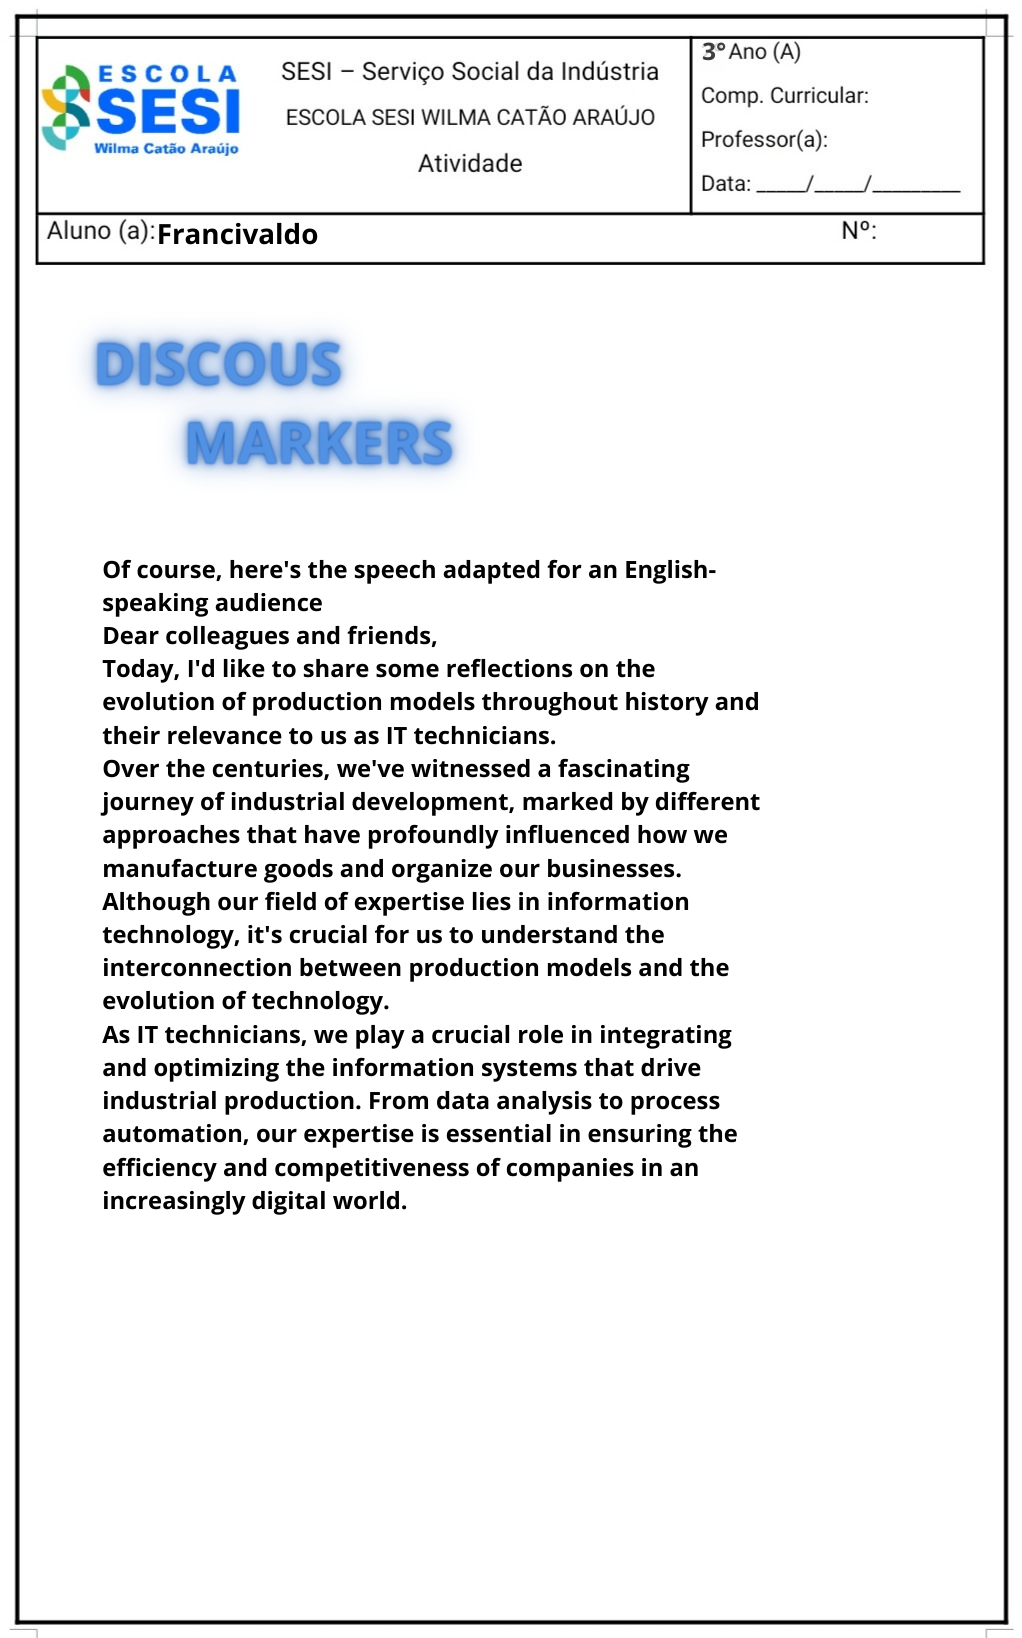 ESCOLA
SESI
Wilma Catão Araújo
SESI – Serviço Social da Indústria
ESCOLA SESI WILMA CATÃO ARAÚJO
Atividade
3º Ano (A)
Comp. Curricular:
Professor(a):
Data: _____/_____/_________
Aluno (a): Francivaldo Nº:
DISCOUS
MARKERS
Of course, here's the speech adapted for an English-
speaking audience
Dear colleagues and friends,
Today, I'd like to share some reflections on the
evolution of production models throughout history and
their relevance to us as IT technicians.
Over the centuries, we've witnessed a fascinating
journey of industrial development, marked by different
approaches that have profoundly influenced how we
manufacture goods and organize our businesses.
Although our field of expertise lies in information
technology, it's crucial for us to understand the
interconnection between production models and the
evolution of technology.
As IT technicians, we play a crucial role in integrating
and optimizing the information systems that drive
industrial production. From data analysis to process
automation, our expertise is essential in ensuring the
efficiency and competitiveness of companies in an
increasingly digital world.